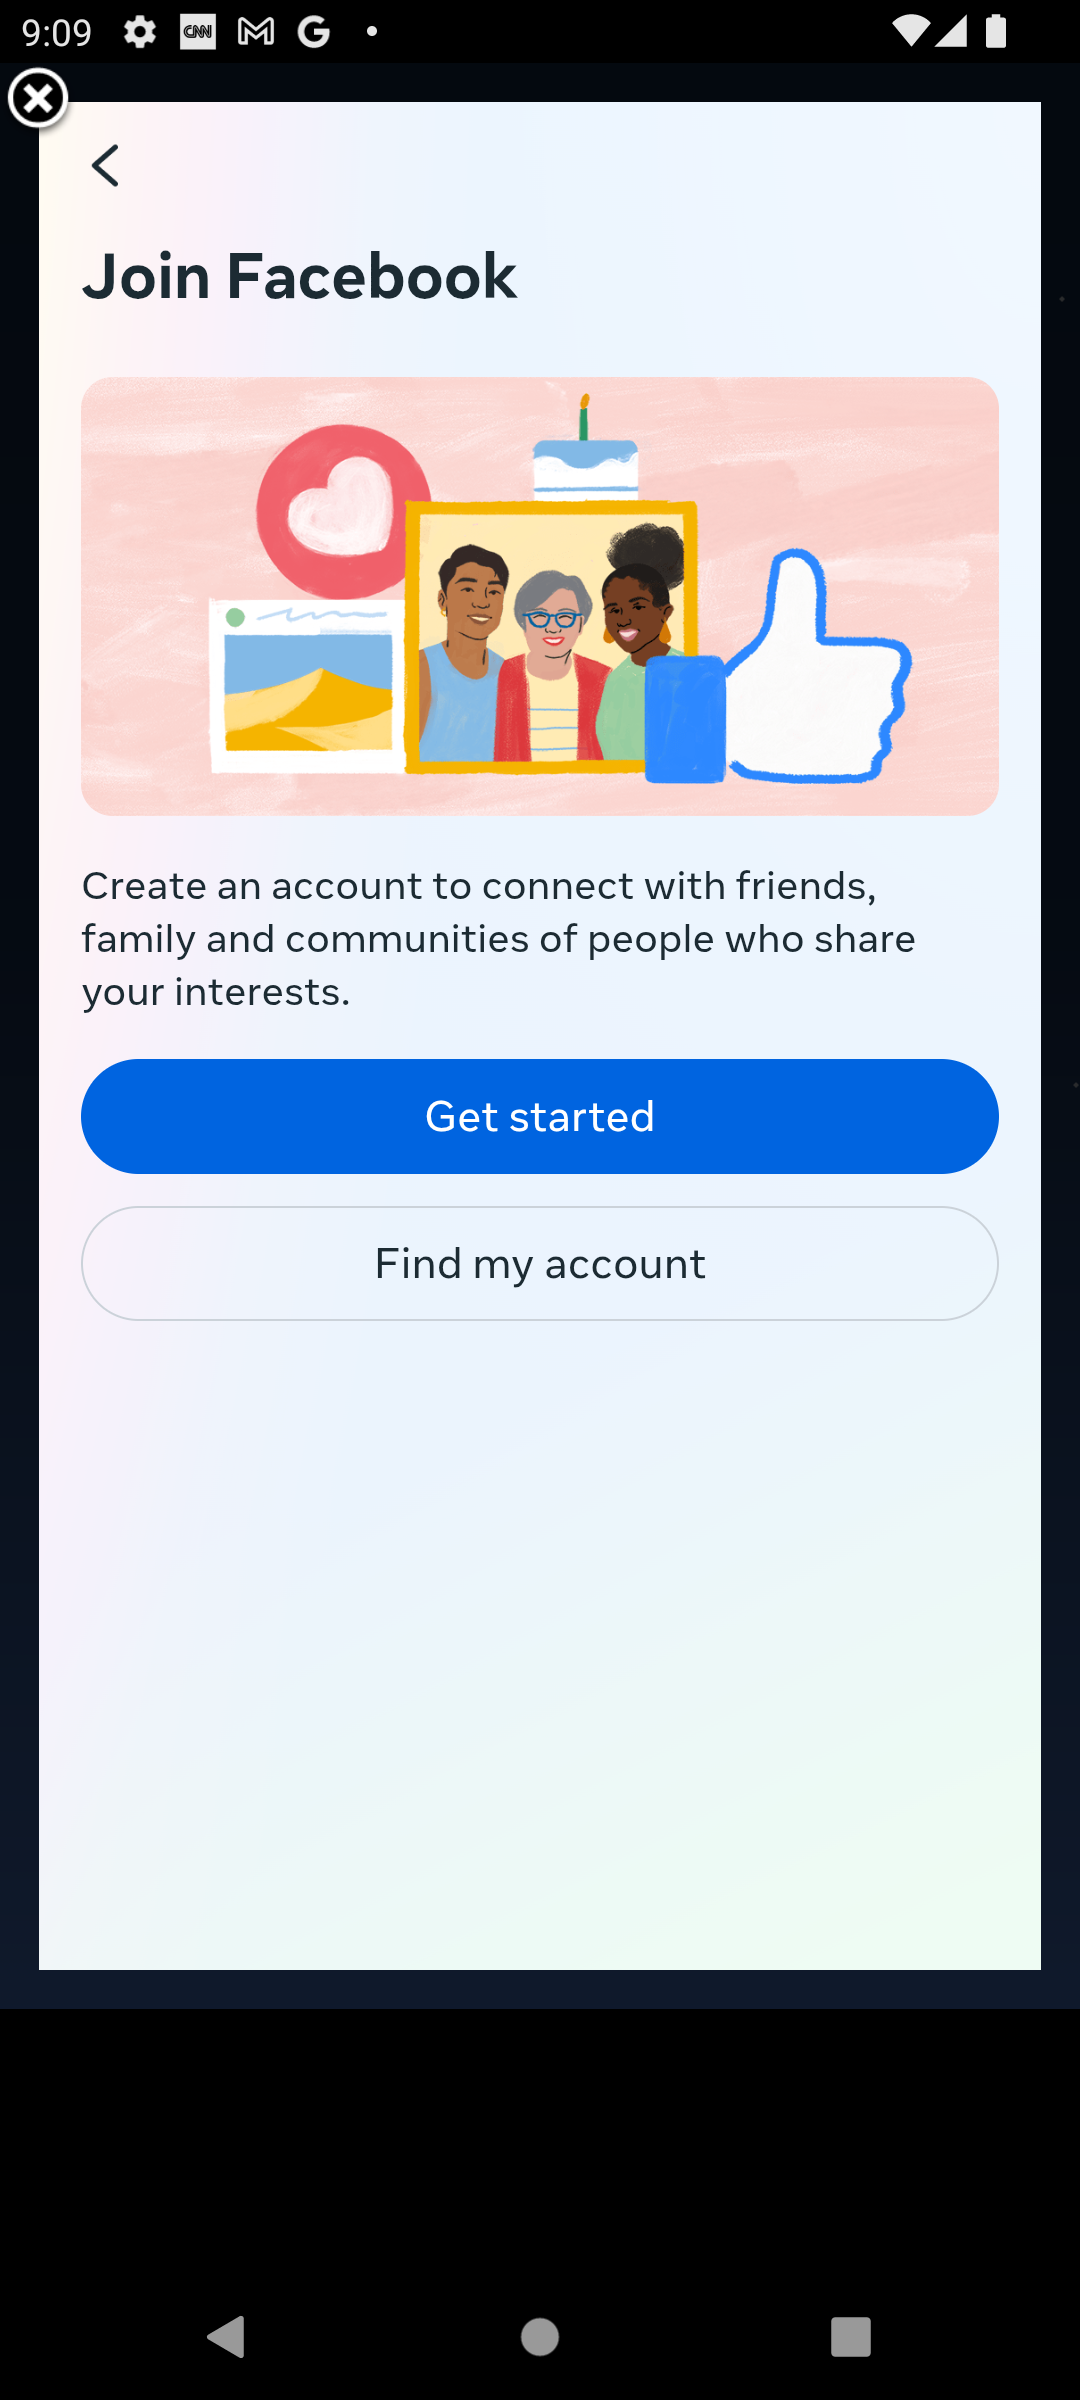 9:09
CNN
Join Facebook
Create an account to connect with friends,
family and communities of people who share
your interests.
Get started
Find my account